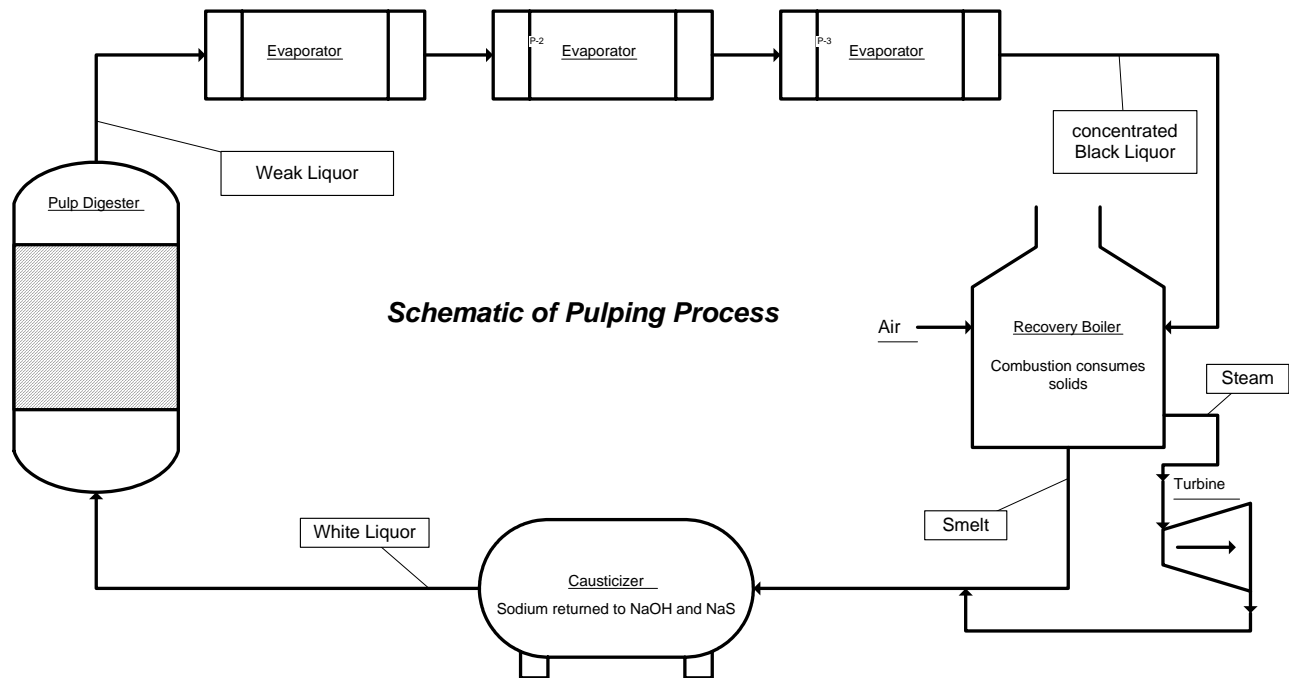 Evaporator
P-2
Evaporator
P-3
Evaporator
concentrated
Black Liquor
Weak Liquor
Pulp Digester
Schematic of Pulping Process
Air
Recovery Boiler
Combustion consumes
solids
Steam
Turbine
Smelt
White Liquor
Causticizer
Sodium returned to NaOH and NaS